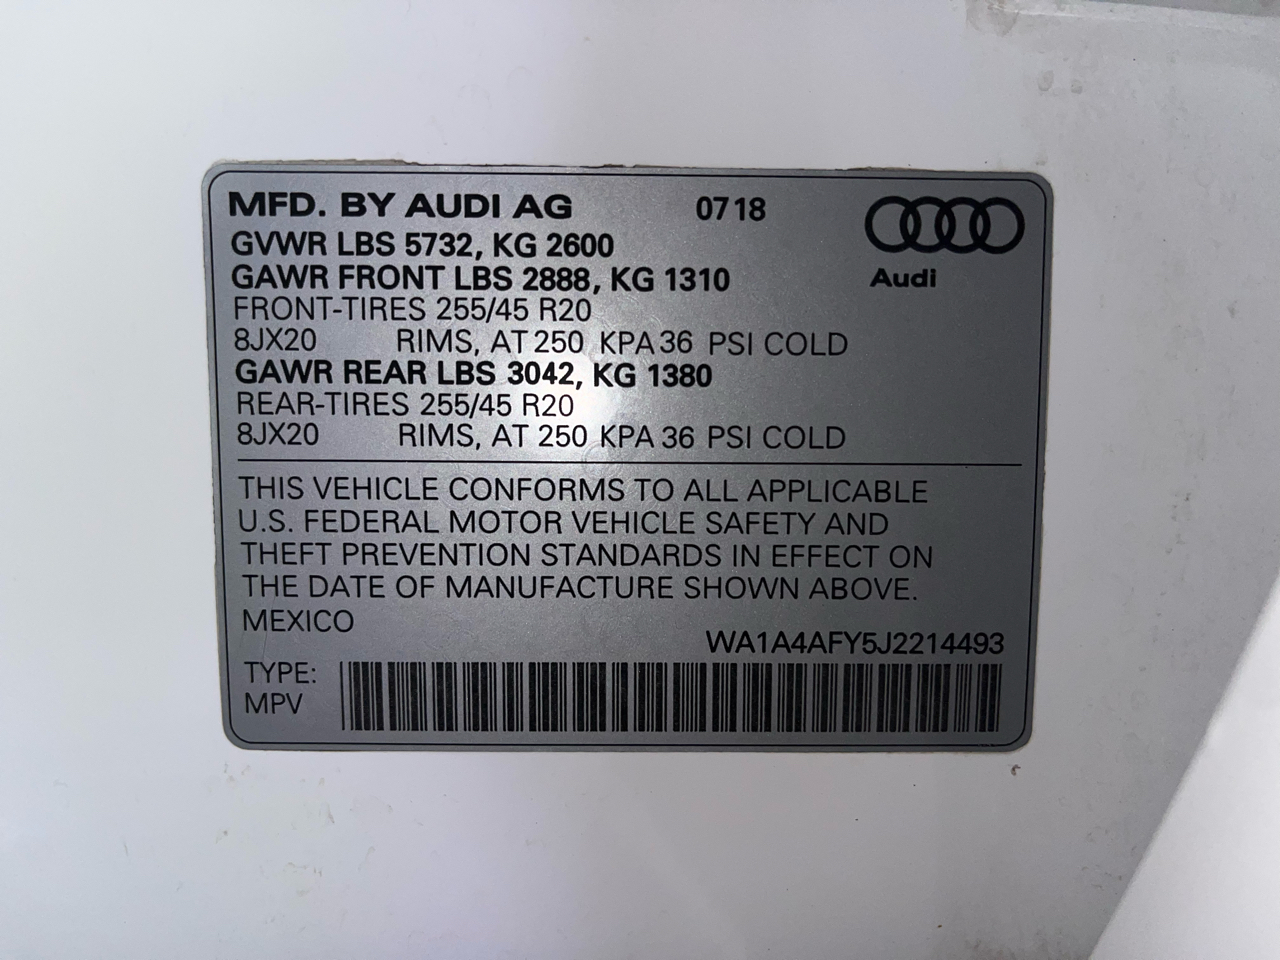 MFD. BY AUDI AG 0718
GVWR LBS 5732, KG 2600
GAWR FRONT LBS 2888, KG 1310
Audi
FRONT-TIRES 255/45 R20
8JX20 RIMS, AT 250 KPA 36 PSI COLD
GAWR REAR LBS 3042, KG 1380
REAR-TIRES 255/45 R20
8JX20 RIMS, AT 250 KPA 36 PSI COLD
THIS VEHICLE CONFORMS TO ALL APPLICABLE
U.S. FEDERAL MOTOR VEHICLE SAFETY AND
THEFT PREVENTION STANDARDS IN EFFECT ON
THE DATE OF MANUFACTURE SHOWN ABOVE.
MEXICO
WA1A4AFY5J2214493
TYPE:
MPV